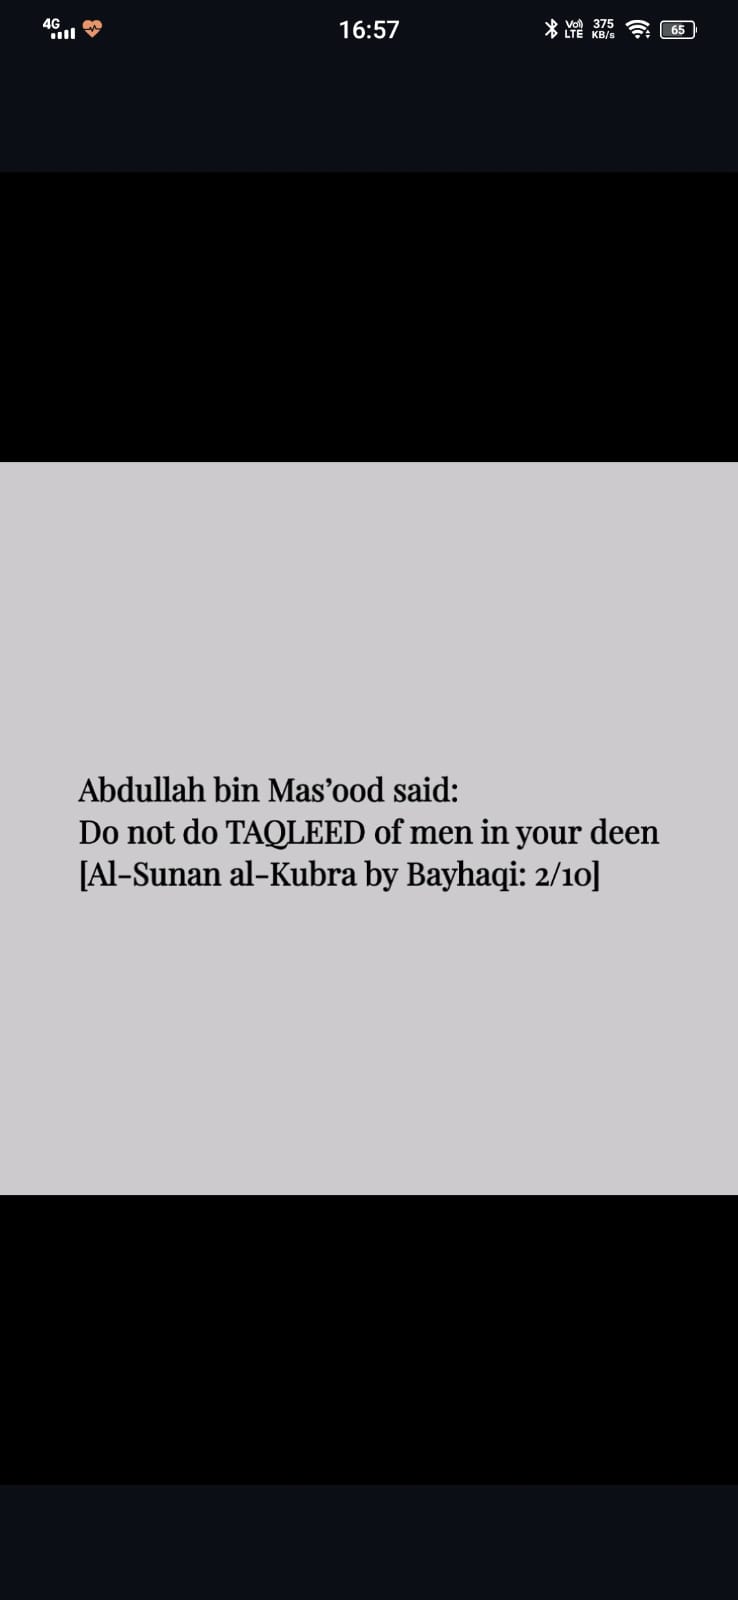 4G 16:57 Vo) LTE 375 KB/s 65
Abdullah bin Mas’ood said:
Do not do TAQLEED of men in your deen
[Al-Sunan al-Kubra by Bayhaqi: 2/10]